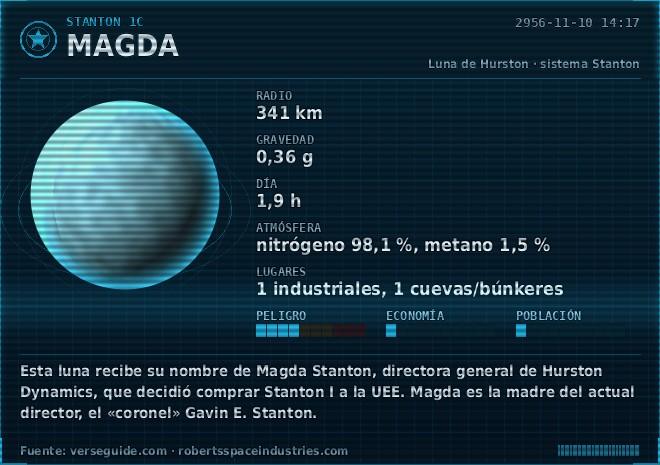 STANTON 1C
MAGDA
2956-11-10 14:17
Luna de Hurston · sistema Stanton
RADIO
341 km
GRAVEDAD
0,36 g
DÍA
1,9 h
ATMÓSFERA
nitrógeno 98,1 %, metano 1,5 %
LUGARES
1 industriales, 1 cuevas/búnkeres
PELIGRO ECONOMÍA POBLACIÓN
Esta luna recibe su nombre de Magda Stanton, directora general de Hurston
Dynamics, que decidió comprar Stanton I a la UEE. Magda es la madre del actual
director, el «coronel» Gavin E. Stanton.
Fuente: verseguide.com · robertsspaceindustries.com